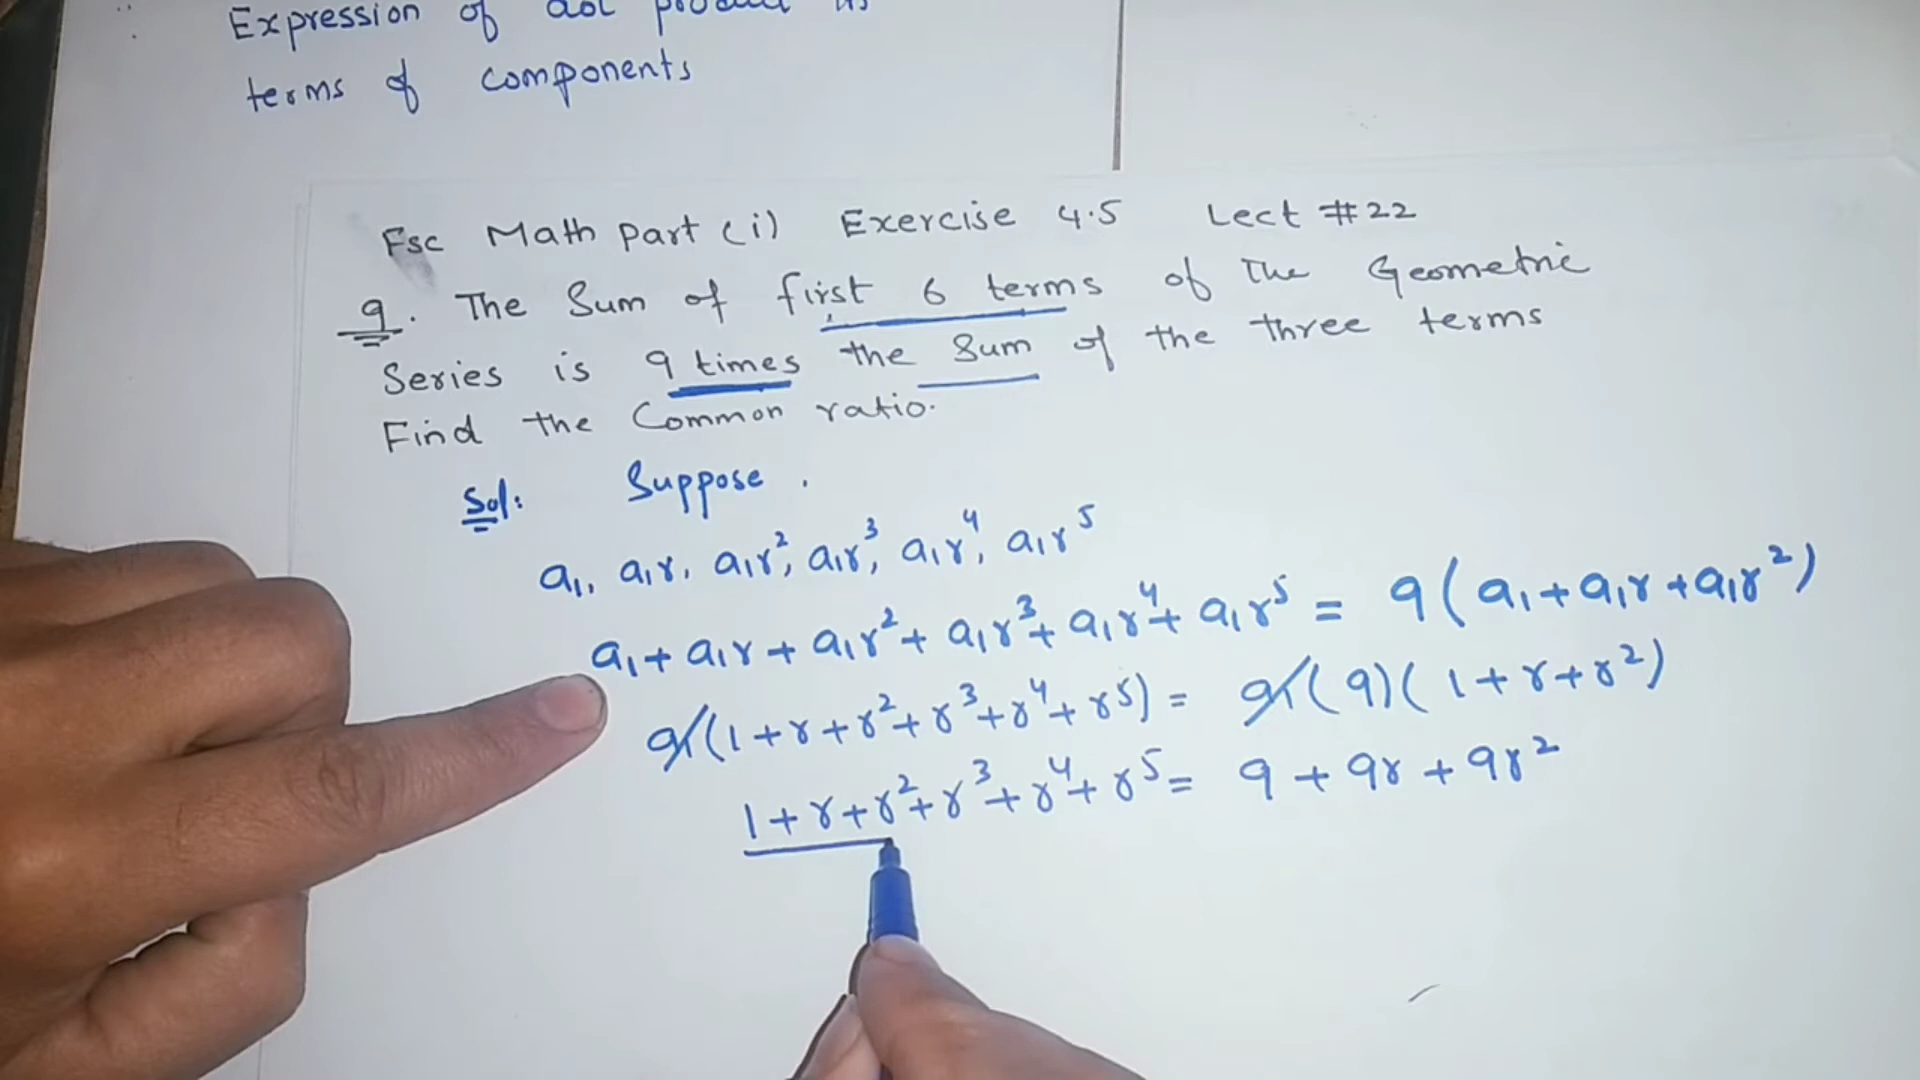 Expression of dot product in
terms of components
Fsc Math part (i) Exercise 4.5 Lect #22
9. The Sum of first 6 terms of the Geometric
Series is 9 times the Sum of the three terms
Find the Common ratio.
Sol: Suppose.
a₁, a₁r, a₁r², a₁r³, a₁r⁴, a₁r⁵
a₁ + a₁r + a₁r² + a₁r³ + a₁r⁴ + a₁r⁵ = 9(a₁ + a₁r + a₁r²)
a₁(1+r+r²+r³+r⁴+r⁵) = a₁(9)(1+r+r²)
1+r+r²+r³+r⁴+r⁵ = 9 + 9r + 9r²